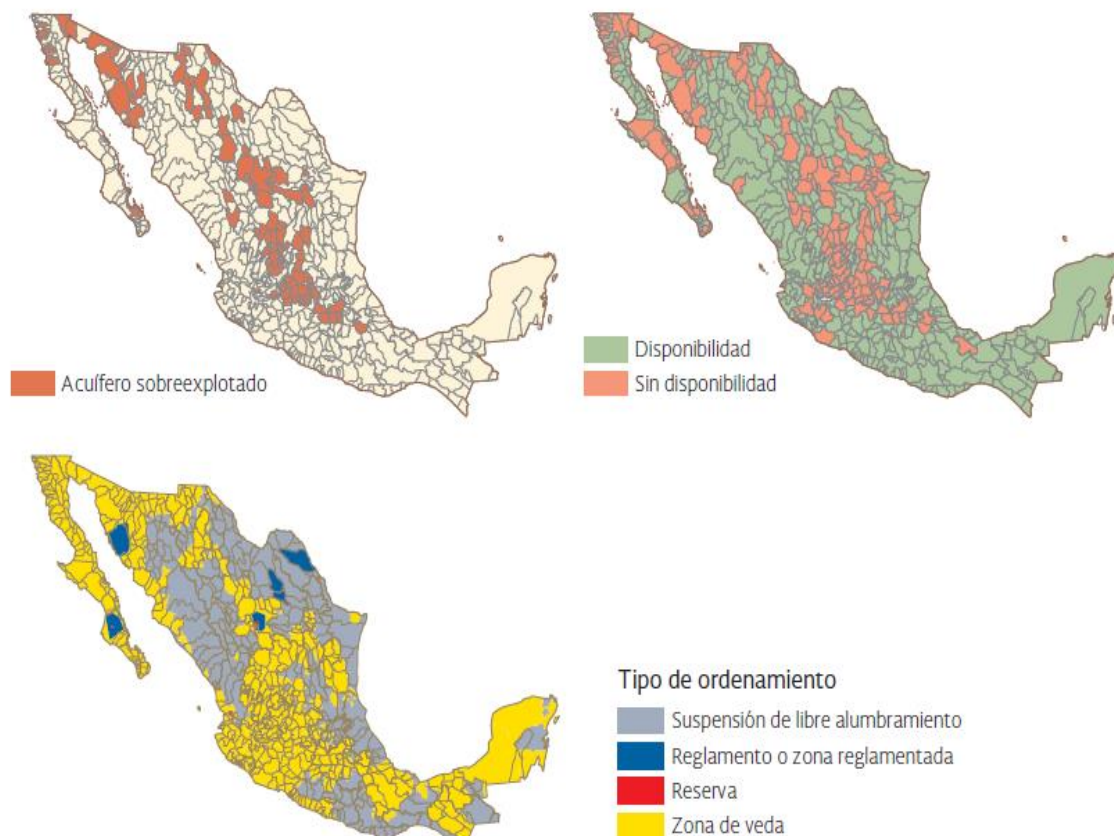 Acuífero sobreexplotado
Disponibilidad
Sin disponibilidad
Tipo de ordenamiento
Suspensión de libre alumbramiento
Reglamento o zona reglamentada
Reserva
Zona de veda